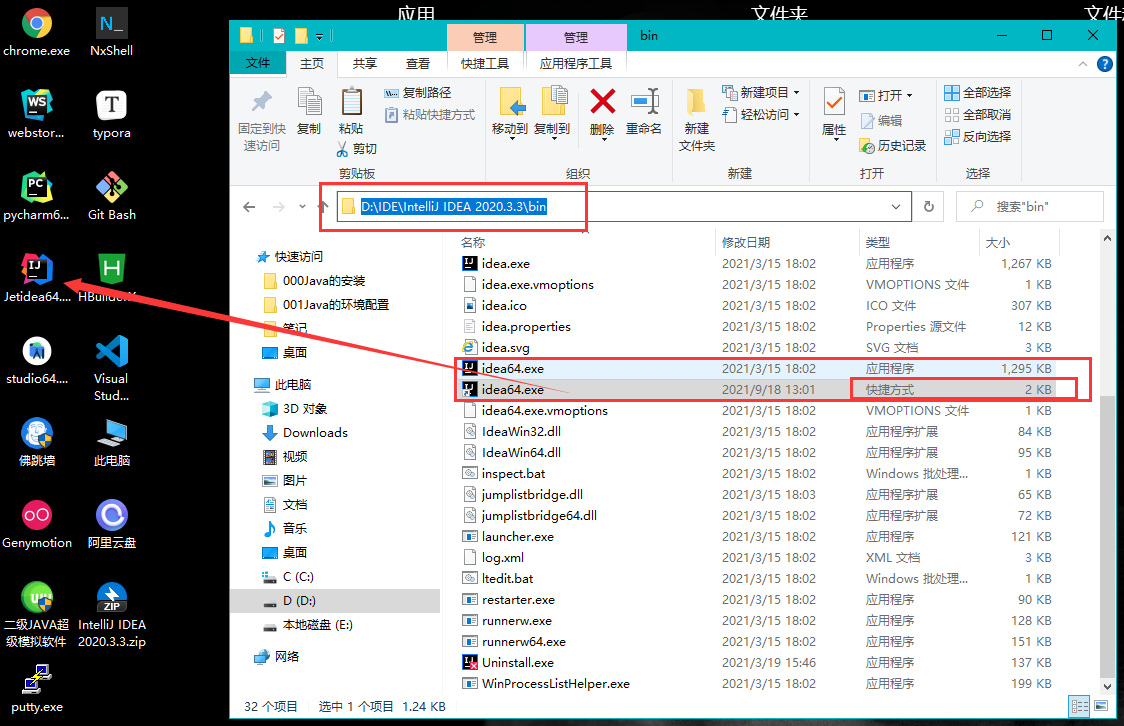 应用
文件夹
chrome.exe
NxShell
webstor...
typora
pycharm6...
Git Bash
Jetidea64....
HBuilderX
studio64....
Visual
Stud...
佛跳墙
此电脑
Genymotion
阿里云盘
二级JAVA超
级模拟软件
IntelliJ IDEA
2020.3.3.zip
putty.exe
管理
管理
bin
文件
主页
共享
查看
快捷工具
应用程序工具
固定到快
速访问
复制
粘贴
复制路径
粘贴快捷方式
剪切
剪贴板
移动到
复制到
删除
重命名
组织
新建
文件夹
新建项目
轻松访问
新建
属性
打开
编辑
历史记录
打开
全部选择
全部取消
反向选择
选择
D:\IDE\IntelliJ IDEA 2020.3.3\bin
搜索"bin"
快速访问
000Java的安装
001Java的环境配置
笔记
桌面
此电脑
3D 对象
Downloads
视频
图片
文档
音乐
桌面
C (C:)
D (D:)
本地磁盘 (E:)
网络
名称 修改日期 类型 大小
idea.exe 2021/3/15 18:02 应用程序 1,267 KB
idea.exe.vmoptions 2021/3/15 18:02 VMOPTIONS 文件 1 KB
idea.ico 2021/3/15 18:02 ICO 文件 307 KB
idea.properties 2021/3/15 18:02 Properties 源文件 12 KB
idea.svg 2021/3/15 18:02 SVG 文档 3 KB
idea64.exe 2021/3/15 18:02 应用程序 1,295 KB
idea64.exe 2021/9/18 13:01 快捷方式 2 KB
idea64.exe.vmoptions 2021/3/15 18:02 VMOPTIONS 文件 1 KB
IdeaWin32.dll 2021/3/15 18:02 应用程序扩展 84 KB
IdeaWin64.dll 2021/3/15 18:02 应用程序扩展 95 KB
inspect.bat 2021/3/15 18:02 Windows 批处理... 1 KB
jumplistbridge.dll 2021/3/15 18:03 应用程序扩展 65 KB
jumplistbridge64.dll 2021/3/15 18:02 应用程序扩展 72 KB
launcher.exe 2021/3/15 18:02 应用程序 121 KB
log.xml 2021/3/15 18:02 XML 文档 3 KB
ltedit.bat 2021/3/15 18:02 Windows 批处理... 1 KB
restarter.exe 2021/3/15 18:02 应用程序 90 KB
runnerw.exe 2021/3/15 18:02 应用程序 128 KB
runnerw64.exe 2021/3/15 18:02 应用程序 151 KB
Uninstall.exe 2021/3/19 15:46 应用程序 137 KB
WinProcessListHelper.exe 2021/3/15 18:02 应用程序 199 KB
32 个项目 选中 1 个项目 1.24 KB